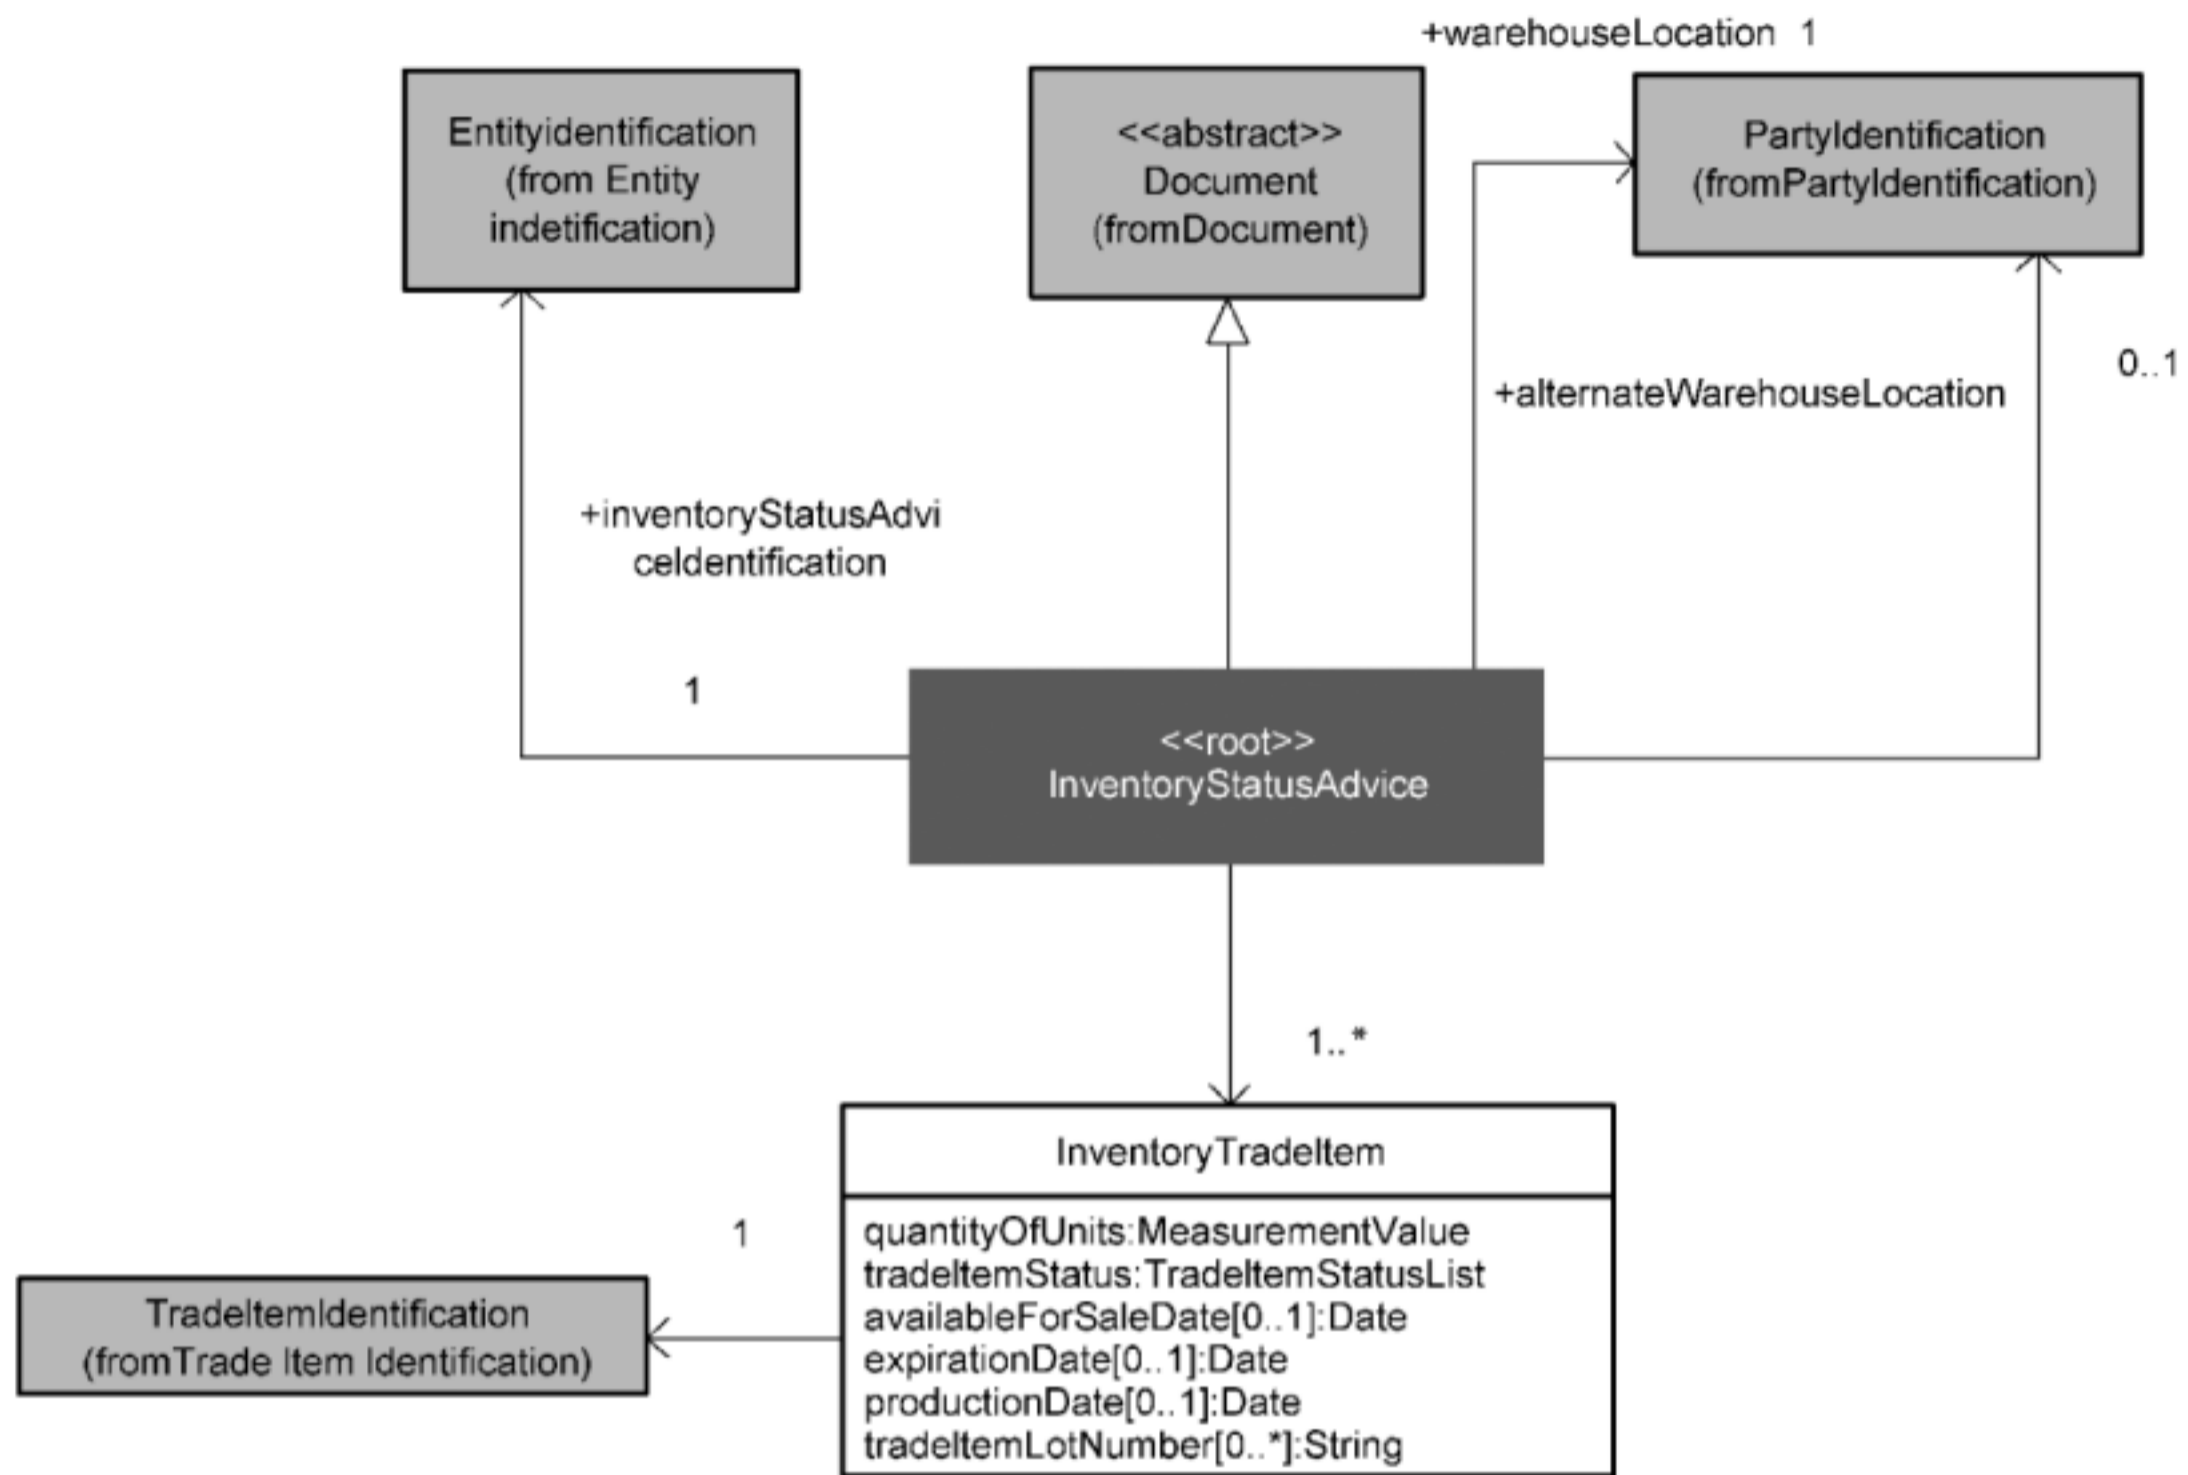 +warehouseLocation 1
Entityidentification
(from Entity
indetification)
<<abstract>>
Document
(fromDocument)
PartyIdentification
(fromPartyIdentification)
0..1
+alternateWarehouseLocation
+inventoryStatusAdvi
ceIdentification
1
<<root>>
InventoryStatusAdvice
1..*
InventoryTradeItem
1
quantityOfUnits:MeasurementValue
tradeItemStatus:TradeItemStatusList
availableForSaleDate[0..1]:Date
expirationDate[0..1]:Date
productionDate[0..1]:Date
tradeItemLotNumber[0..*]:String
TradeItemIdentification
(fromTrade Item Identification)